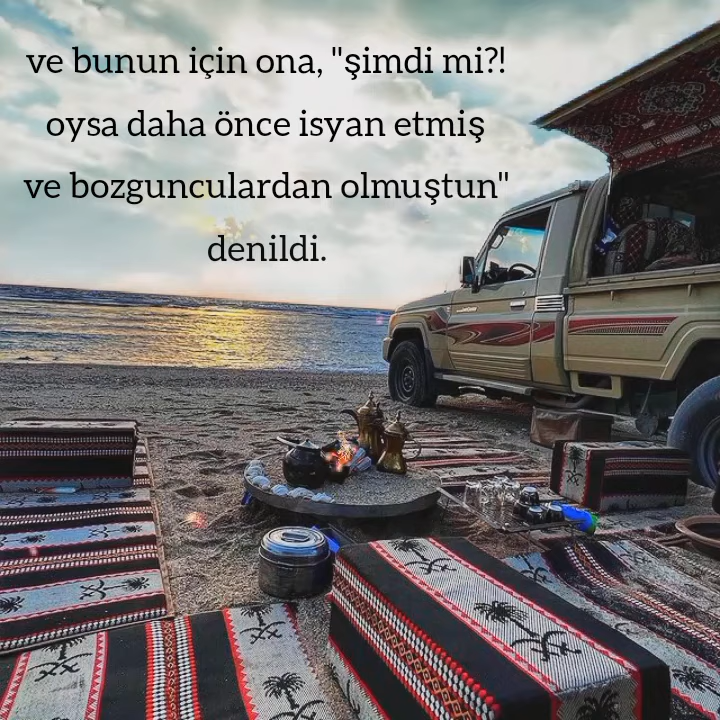 ve bunun için ona, "şimdi mi?!
oysa daha önce isyan etmiş
ve bozgunculardan olmuştun"
denildi.